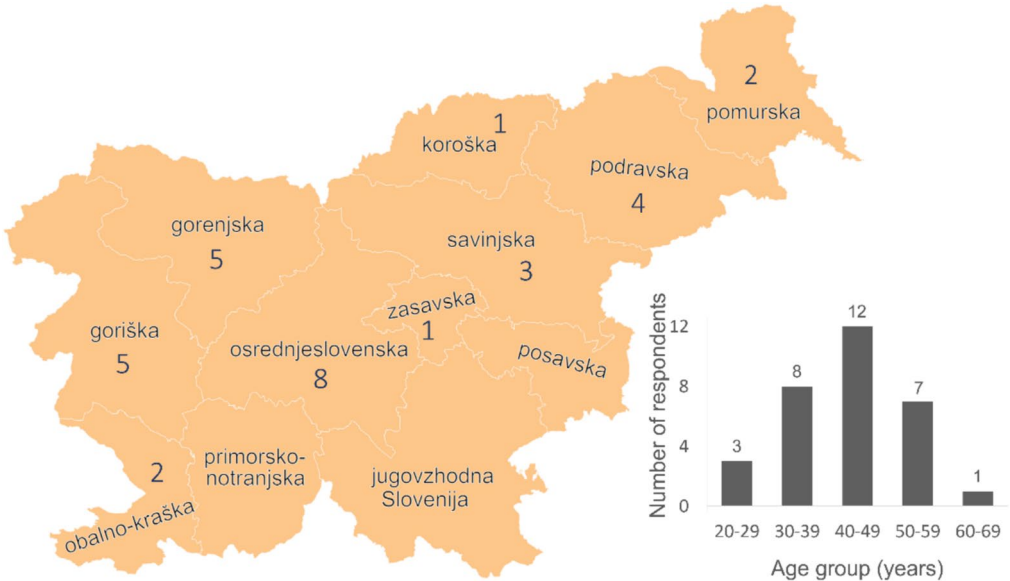 2
pomurska
1
koroška
podravska
4
gorenjska
5
savinjska
3
zasavska
1
goriška
5
osrednjeslovenska
8
posavska
2
obalno-kraška
primorsko-
notranjska
jugovzhodna
Slovenija
Number of respondents
12
8
4
0
3
8
12
7
1
20-29
30-39
40-49
50-59
60-69
Age group (years)